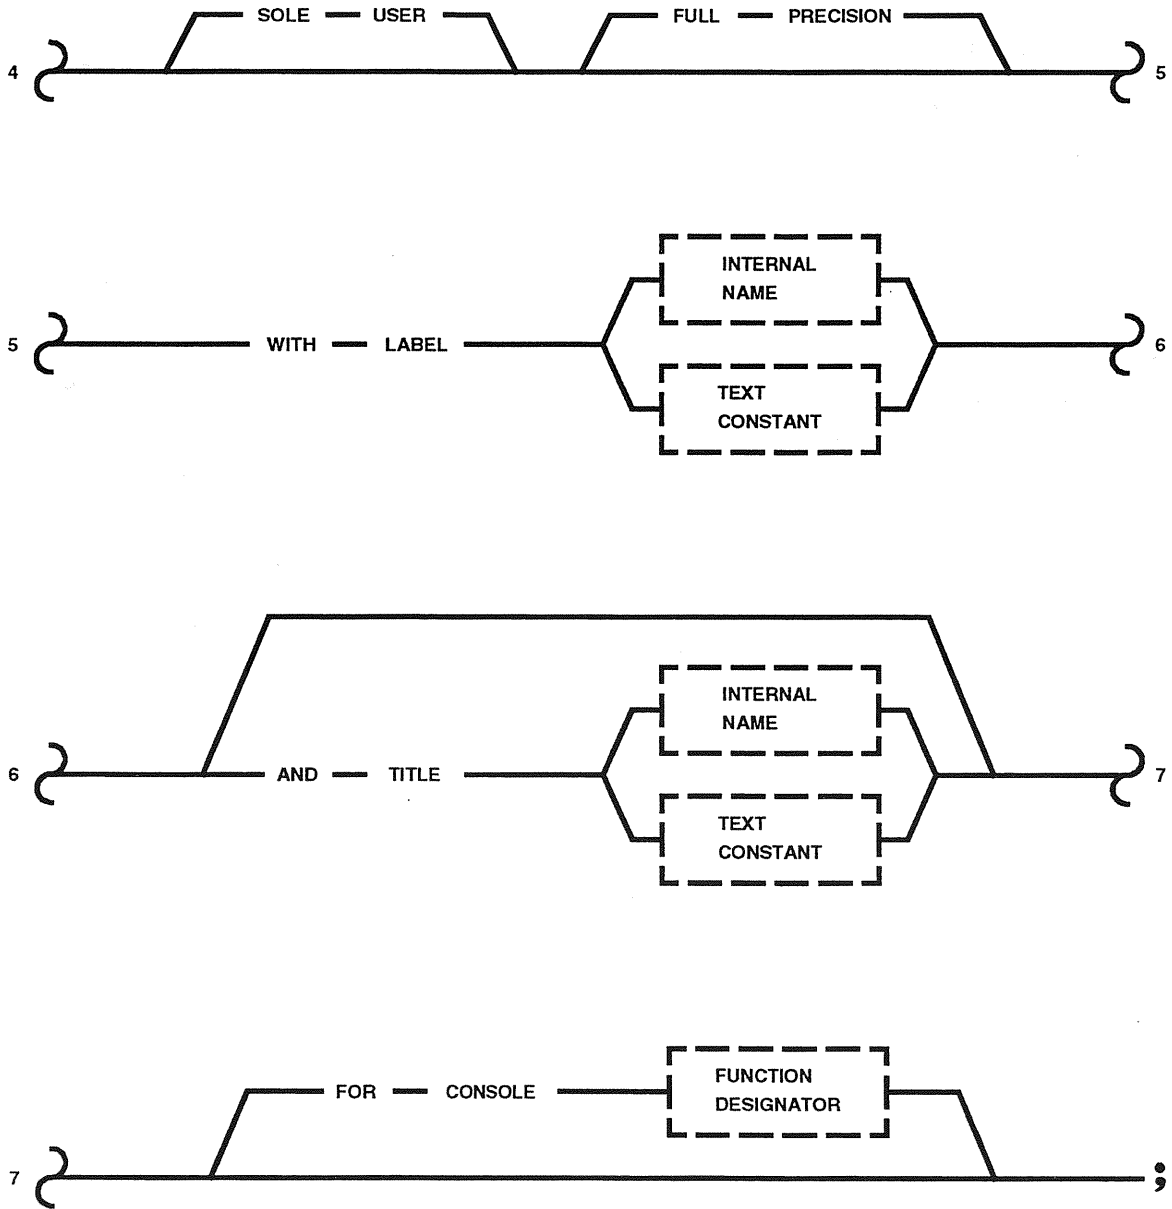 SOLE USER FULL PRECISION
4 5
INTERNAL
NAME
5 WITH LABEL 6
TEXT
CONSTANT
INTERNAL
NAME
6 AND TITLE 7
TEXT
CONSTANT
FUNCTION
FOR CONSOLE
DESIGNATOR
7 ;